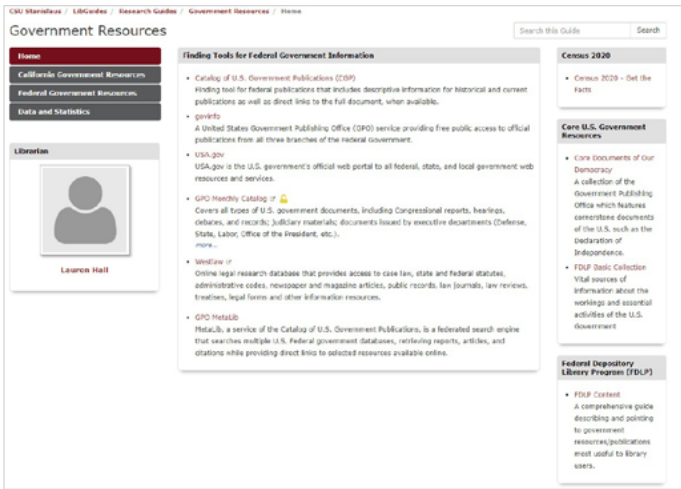 CSU Stanislaus / LibGuides / Research Guides / Government Resources / Home
Government Resources
Search this Guide
Search
Home
California Government Resources
Federal Government Resources
Data and Statistics
Librarian
Lauren Hall
Finding Tools for Federal Government Information
Catalog of U.S. Government Publications (CGP)
Finding tool for federal publications that includes descriptive information for historical and current
publications as well as direct links to the full document, when available.
govinfo
A United States Government Publishing Office (GPO) service providing free public access to official
publications from all three branches of the Federal Government.
USA.gov
USA.gov is the U.S. government's official web portal to all federal, state, and local government web
resources and services.
GPO Monthly Catalog
Covers all types of U.S. government documents, including Congressional reports, hearings,
debates, and records; judiciary materials; documents issued by executive departments (Defense,
State, Labor, Office of the President, etc.).
more...
Westlaw
Online legal research database that provides access to case law, state and federal statutes,
administrative codes, newspaper and magazine articles, public records, law journals, law reviews,
treatises, legal forms and other information resources.
GPO MetaLib
MetaLib, a service of the Catalog of U.S. Government Publications, is a federated search engine
that searches multiple U.S. Federal government databases, retrieving reports, articles, and
citations while providing direct links to selected resources available online.
Census 2020
Census 2020 - Get the
Facts
Core U.S. Government
Resources
Core Documents of Our
Democracy
A collection of the
Government Publishing
Office which features
cornerstone documents
of the U.S. such as the
Declaration of
Independence.
FDLP Basic Collection
Vital sources of
information about the
workings and essential
activities of the U.S.
Government
Federal Depository
Library Program (FDLP)
FDLP Content
A comprehensive guide
describing and pointing
to government
resources/publications
most useful to library
users.